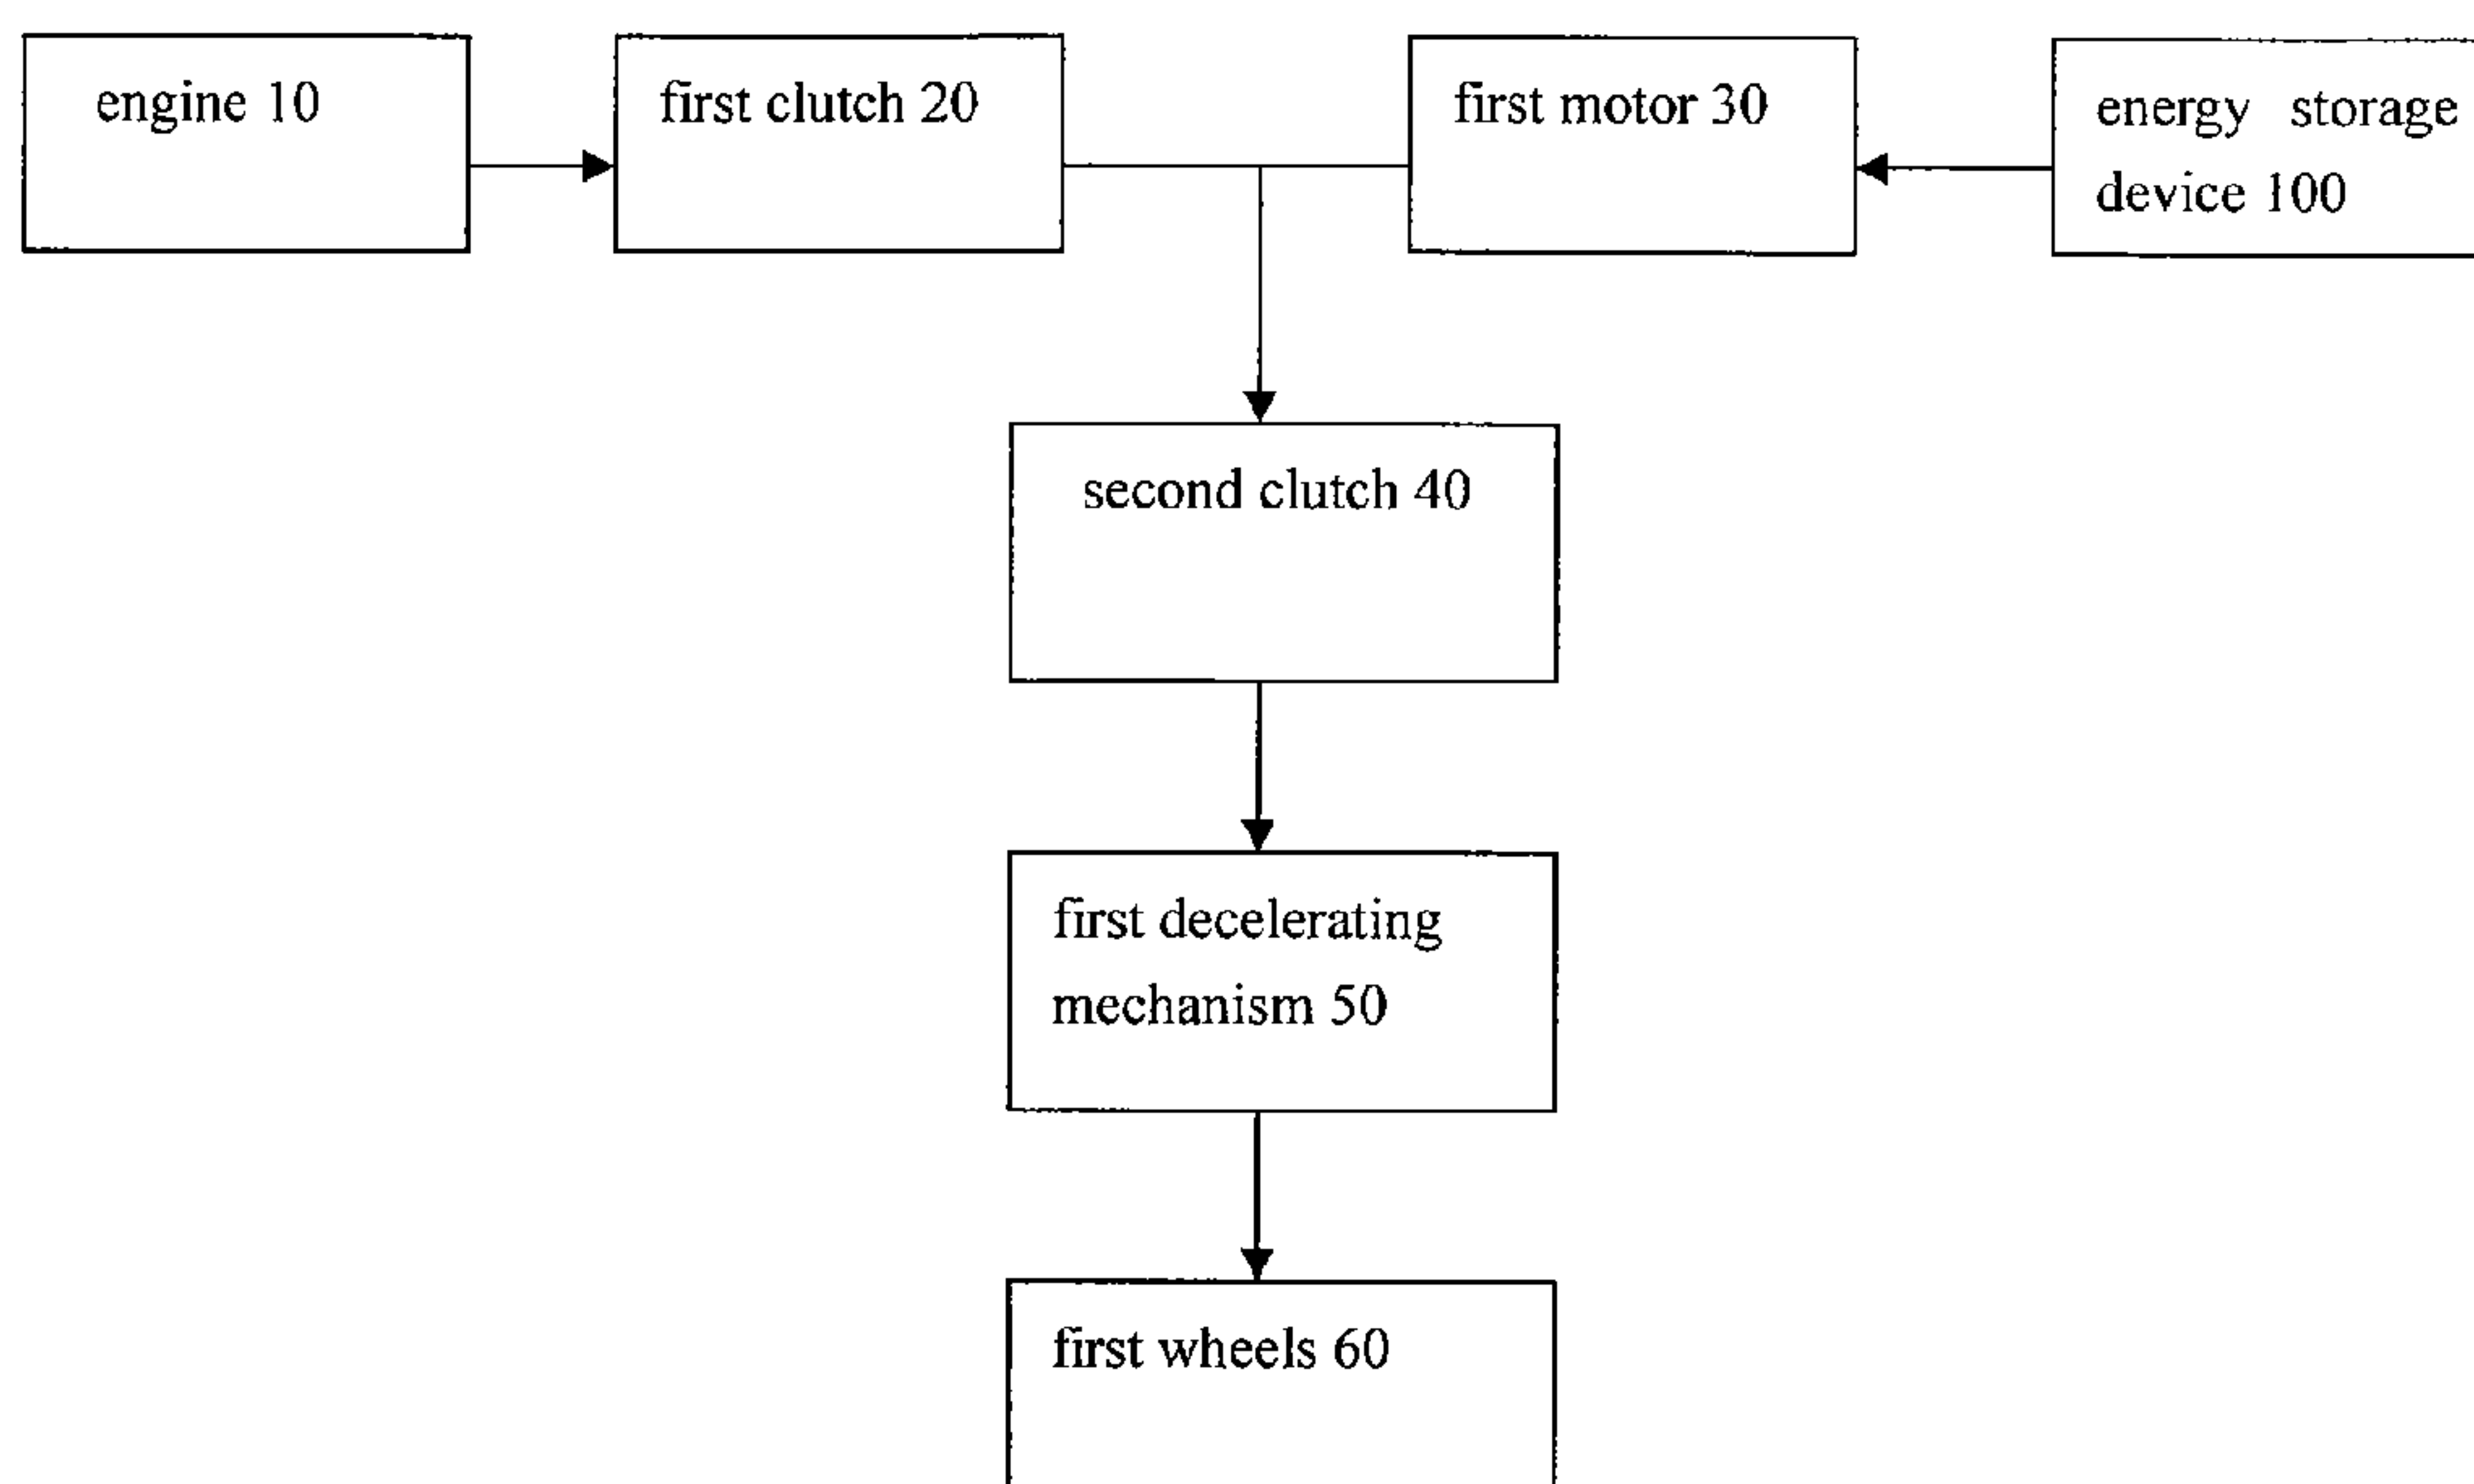 engine 10
first clutch 20
first motor 30
energy storage
device 100
second clutch 40
first decelerating
mechanism 50
first wheels 60